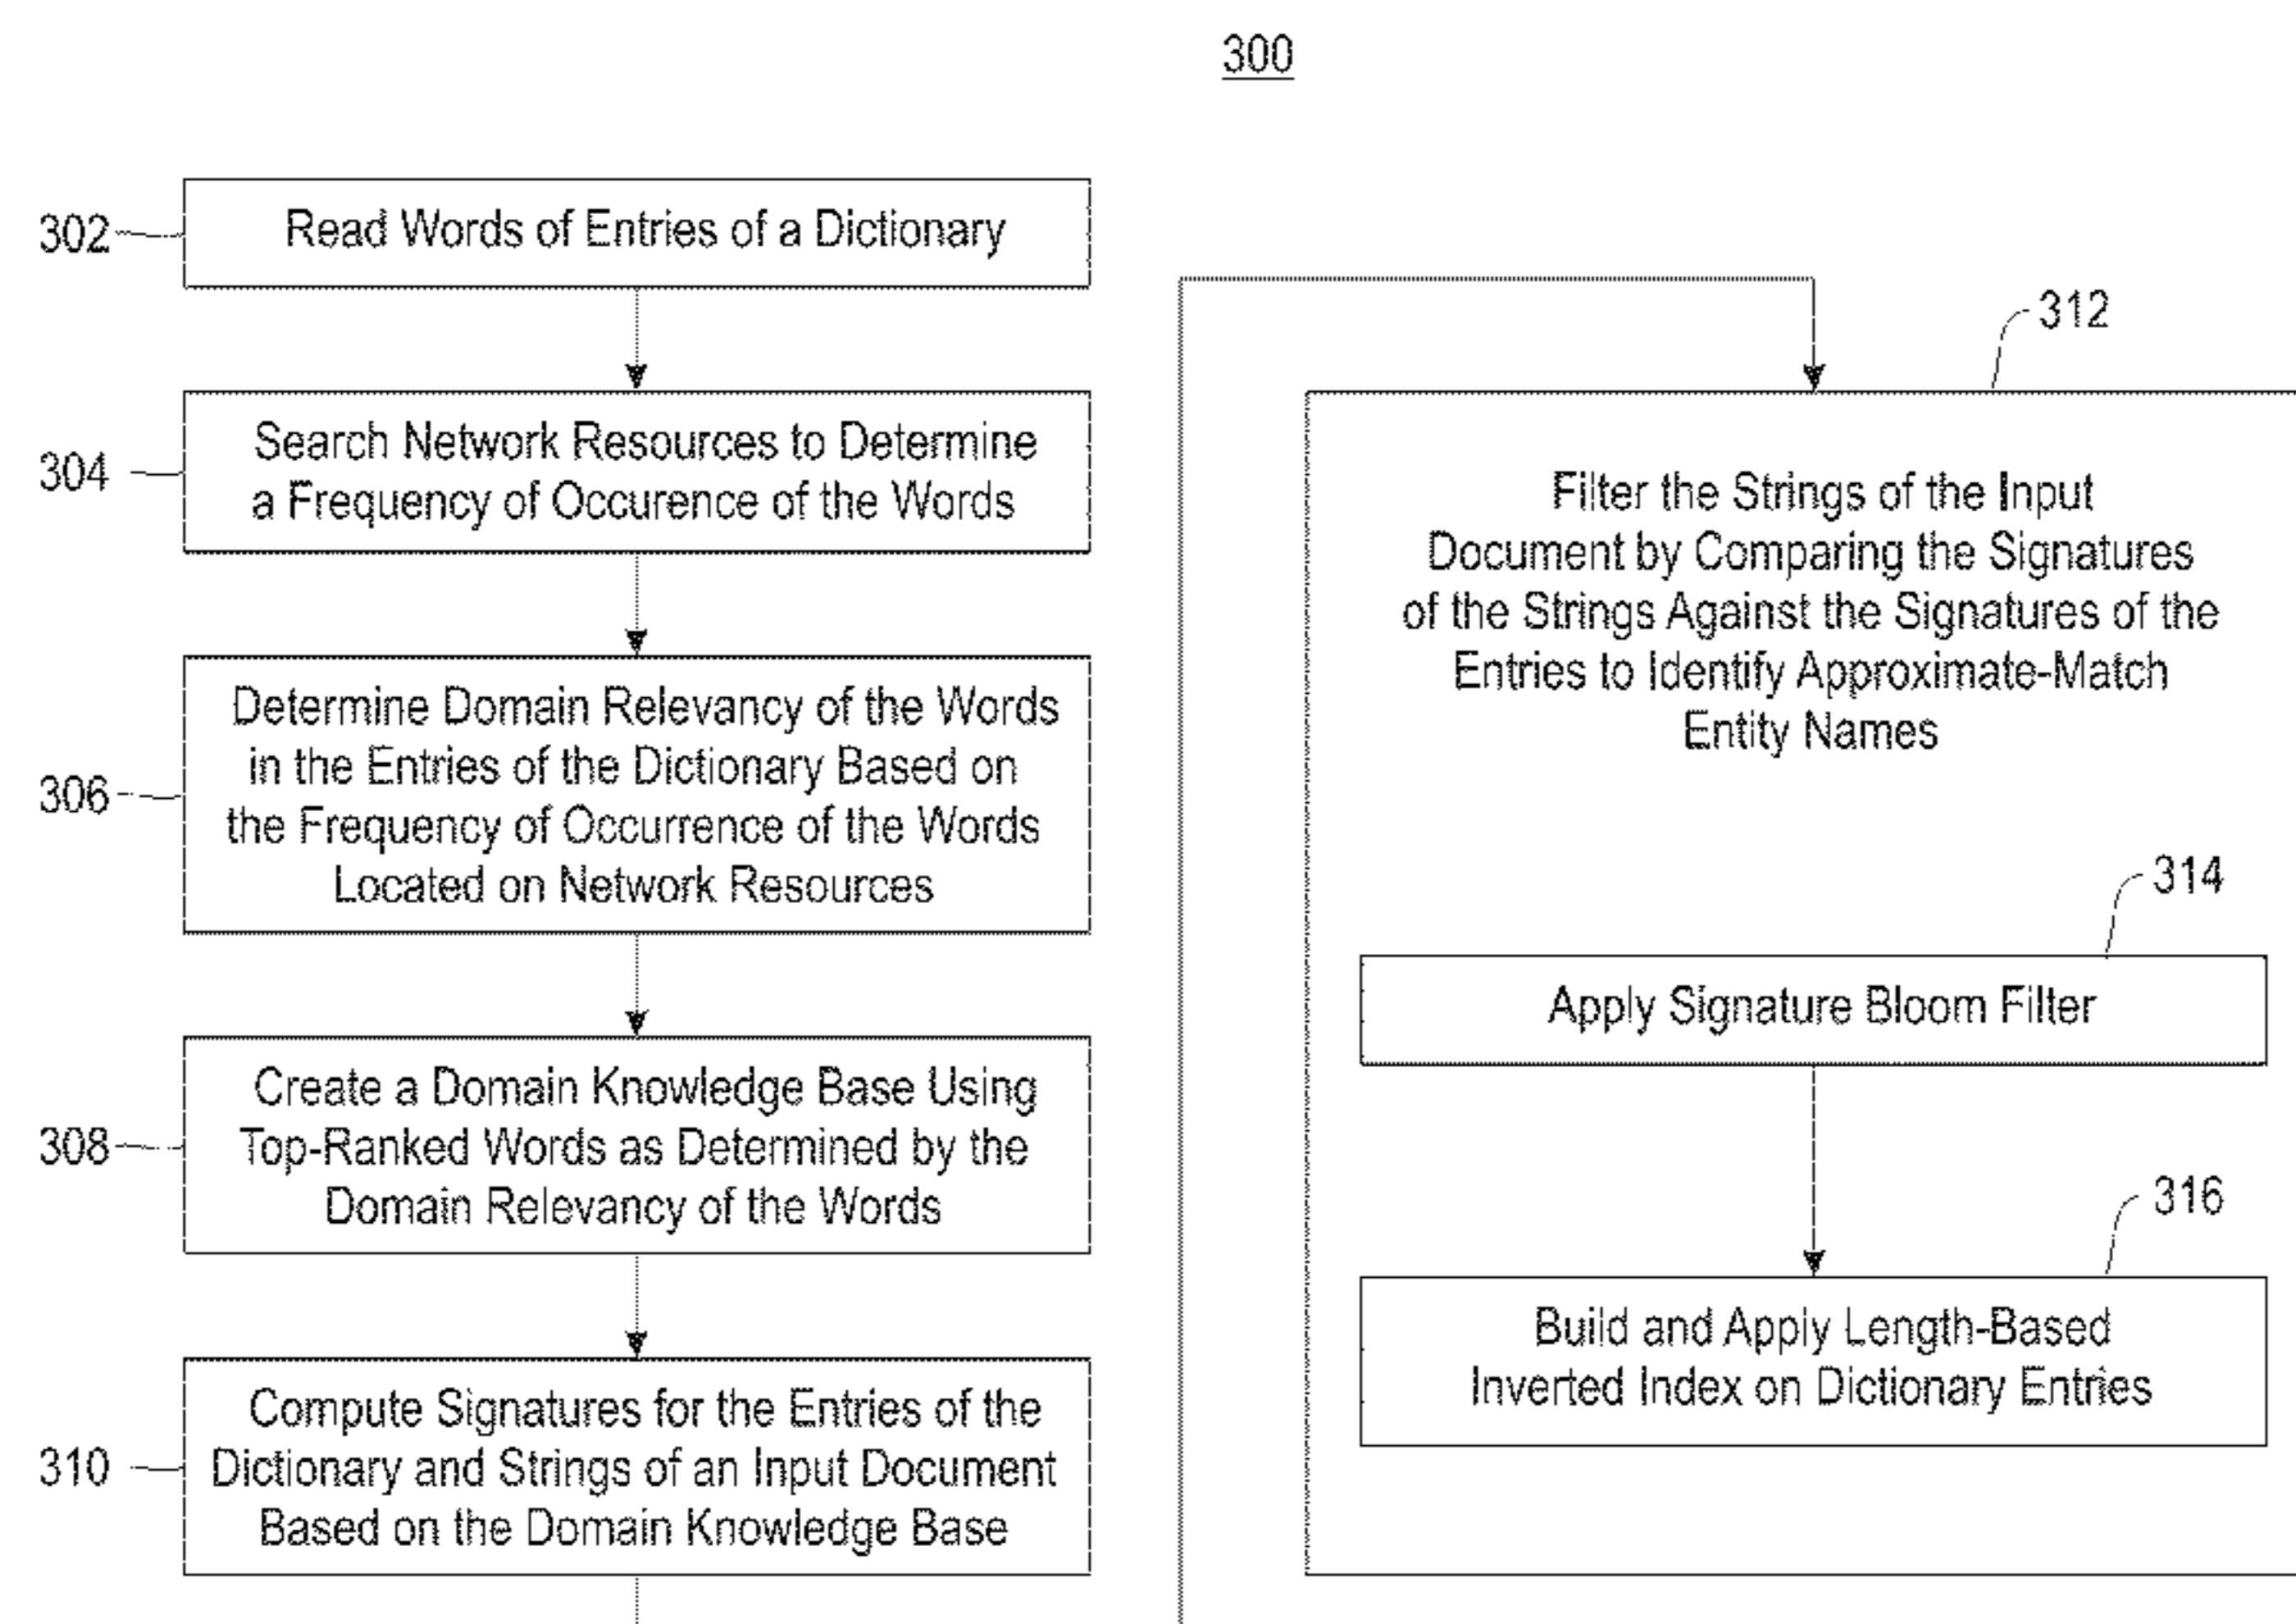 300
302
Read Words of Entries of a Dictionary
304
Search Network Resources to Determine
a Frequency of Occurence of the Words
306
Determine Domain Relevancy of the Words
in the Entries of the Dictionary Based on
the Frequency of Occurrence of the Words
Located on Network Resources
308
Create a Domain Knowledge Base Using
Top-Ranked Words as Determined by the
Domain Relevancy of the Words
310
Compute Signatures for the Entries of the
Dictionary and Strings of an Input Document
Based on the Domain Knowledge Base
312
Filter the Strings of the Input
Document by Comparing the Signatures
of the Strings Against the Signatures of the
Entries to Identify Approximate-Match
Entity Names
314
Apply Signature Bloom Filter
316
Build and Apply Length-Based
Inverted Index on Dictionary Entries